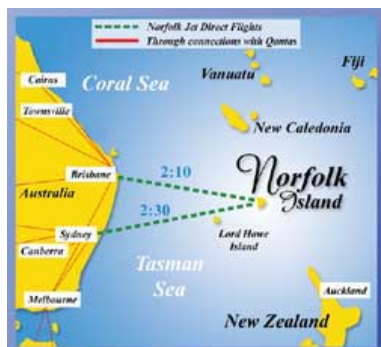 Norfolk Jet Direct Flights
Through connections with Qantas
Cairns
Coral Sea
Vanuatu
Fiji
Townsville
New Caledonia
Brisbane
2:10
Norfolk
Island
Australia
2:30
Sydney
Lord Howe
Island
Canberra
Tasman
Sea
Melbourne
Auckland
New Zealand